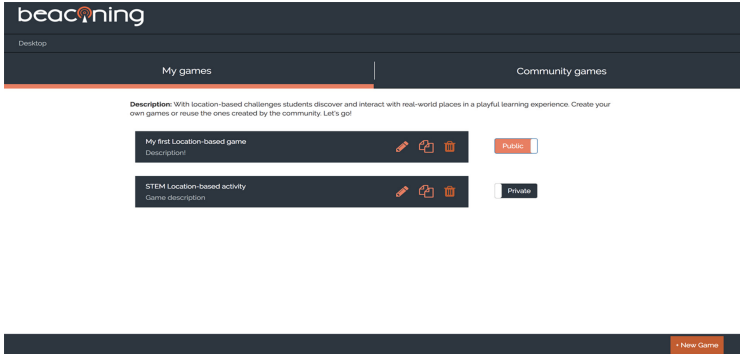 beaconing
Desktop
My games
Community games
Description: With location-based challenges students discover and interact with real-world places in a playful learning experience. Create your
own games or reuse the ones created by the community. Let's go!
My first Location-based game
Description!
Public
STEM Location-based activity
Game description
Private
+ New Game